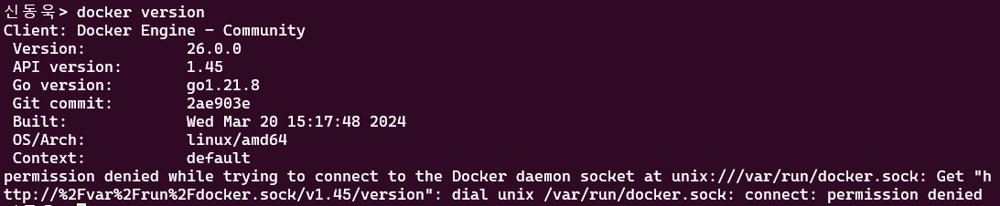 신동욱> docker version
Client: Docker Engine - Community
 Version:           26.0.0
 API version:       1.45
 Go version:        go1.21.8
 Git commit:        2ae903e
 Built:             Wed Mar 20 15:17:48 2024
 OS/Arch:           linux/amd64
 Context:           default
permission denied while trying to connect to the Docker daemon socket at unix:///var/run/docker.sock: Get "h
ttp://%2Fvar%2Frun%2Fdocker.sock/v1.45/version": dial unix /var/run/docker.sock: connect: permission denied